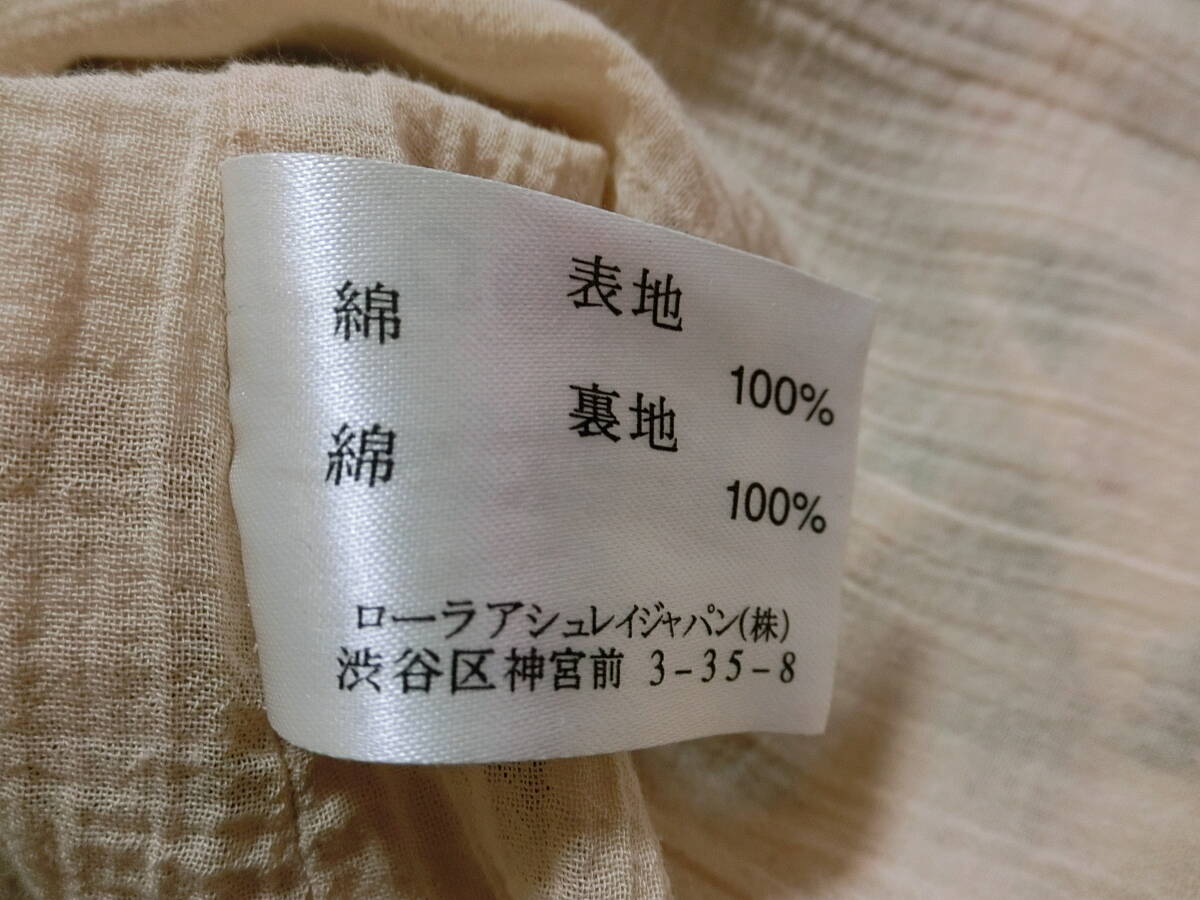 表地
綿 100%
裏地
綿 100%
ローラアシュレイジャパン(株)
渋谷区神宮前 3-35-8